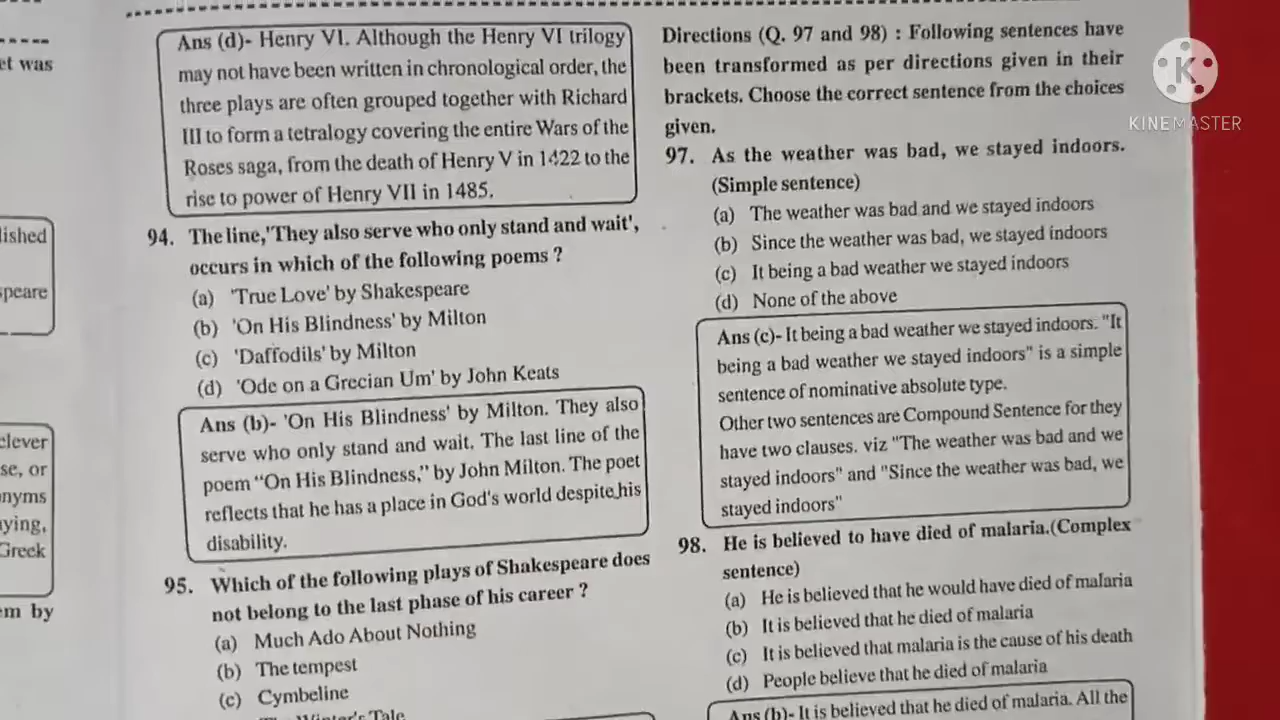 et was
lished
speare
clever
se, or
nyms
aying,
Greek
em by
Ans (d)- Henry VI. Although the Henry VI trilogy
may not have been written in chronological order, the
three plays are often grouped together with Richard
III to form a tetralogy covering the entire Wars of the
Roses saga, from the death of Henry V in 1422 to the
rise to power of Henry VII in 1485.
94. The line,'They also serve who only stand and wait',
occurs in which of the following poems ?
(a) 'True Love' by Shakespeare
(b) 'On His Blindness' by Milton
(c) 'Daffodils' by Milton
(d) 'Ode on a Grecian Um' by John Keats
Ans (b)- 'On His Blindness' by Milton. They also
serve who only stand and wait. The last line of the
poem “On His Blindness,” by John Milton. The poet
reflects that he has a place in God's world despite his
disability.
95. Which of the following plays of Shakespeare does
not belong to the last phase of his career ?
(a) Much Ado About Nothing
(b) The tempest
(c) Cymbeline
The Winter's Tale
Directions (Q. 97 and 98) : Following sentences have
been transformed as per directions given in their
brackets. Choose the correct sentence from the choices
given.
97. As the weather was bad, we stayed indoors.
(Simple sentence)
(a) The weather was bad and we stayed indoors
(b) Since the weather was bad, we stayed indoors
(c) It being a bad weather we stayed indoors
(d) None of the above
Ans (c)- It being a bad weather we stayed indoors. "It
being a bad weather we stayed indoors" is a simple
sentence of nominative absolute type.
Other two sentences are Compound Sentence for they
have two clauses. viz "The weather was bad and we
stayed indoors" and "Since the weather was bad, we
stayed indoors"
98. He is believed to have died of malaria.(Complex
sentence)
(a) He is believed that he would have died of malaria
(b) It is believed that he died of malaria
(c) It is believed that malaria is the cause of his death
(d) People believe that he died of malaria
Ans (b)- It is believed that he died of malaria. All the
K
KINEMASTER